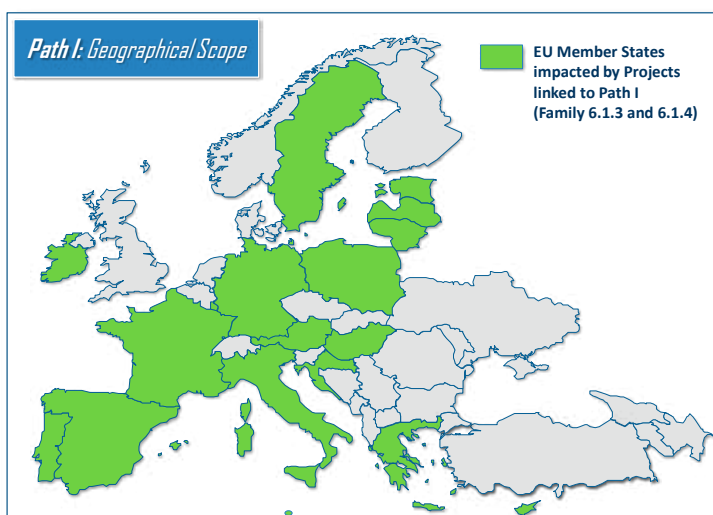 Path I: Geographical Scope
EU Member States
impacted by Projects
linked to Path I
(Family 6.1.3 and 6.1.4)